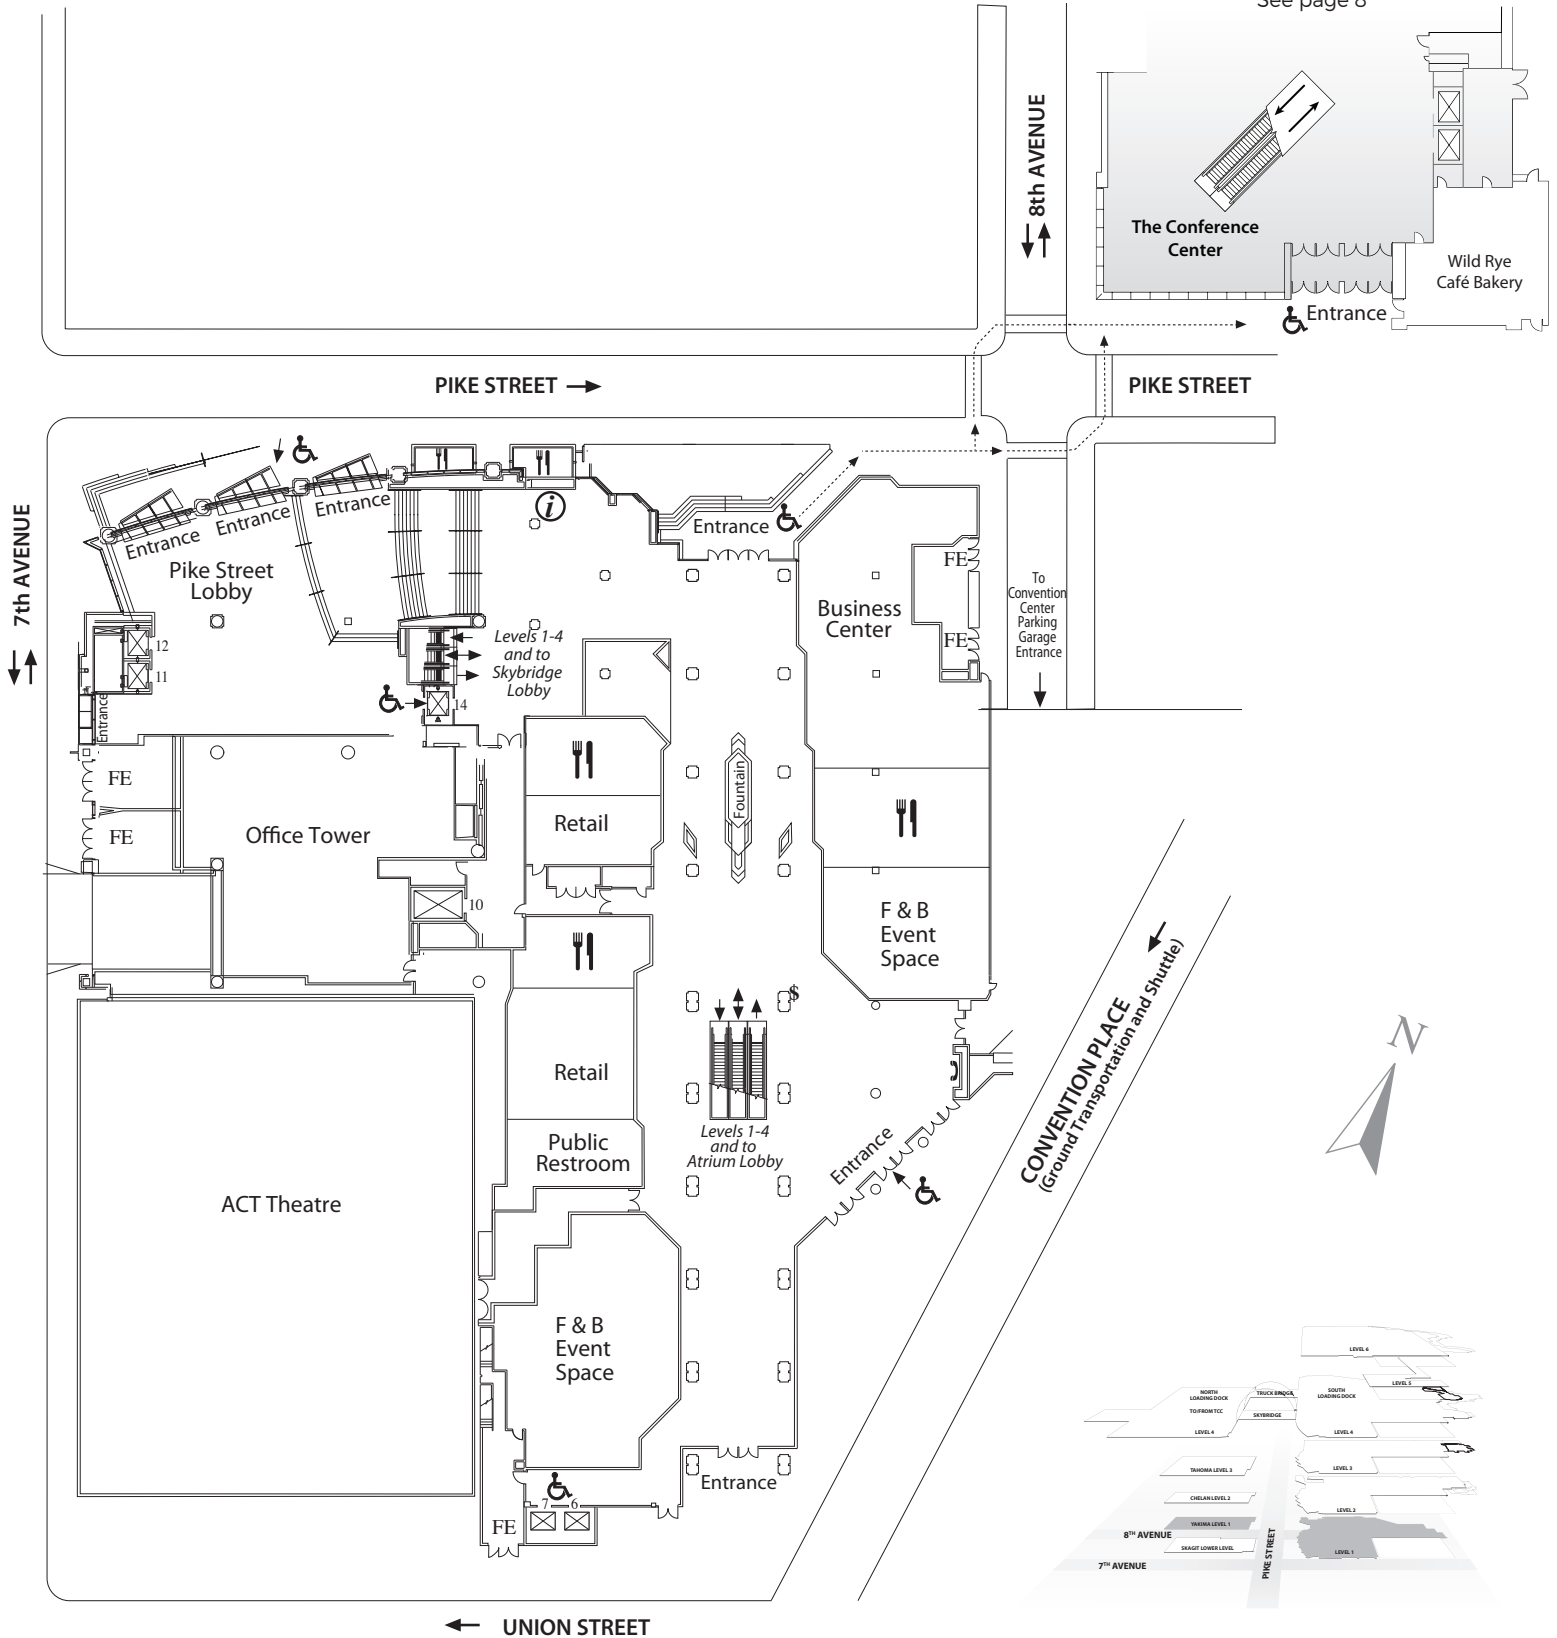 See page 8
8th AVENUE
The Conference
Center
Wild Rye
Café Bakery
Entrance
PIKE STREET
PIKE STREET
7th AVENUE
Entrance
Entrance
Entrance
i
Entrance
Pike Street
Lobby
FE
Business
Center
FE
To
Convention
Center
Parking
Garage
Entrance
12
11
Levels 1-4
and to
Skybridge
Lobby
14
Entrance
FE
FE
Office Tower
Retail
Fountain
10
F & B
Event
Space
$
CONVENTION PLACE
(Ground Transportation and Shuttle)
N
Retail
Levels 1-4
and to
Atrium Lobby
Public
Restroom
Entrance
ACT Theatre
F & B
Event
Space
Entrance
7
6
FE
UNION STREET
LEVEL 6
LEVEL 5
NORTH
LOADING DOCK
TRUCK BRIDGE
SOUTH
LOADING DOCK
TO/FROM TCC
SKYBRIDGE
LEVEL 4
LEVEL 4
TAHOMA LEVEL 3
LEVEL 3
CHELAN LEVEL 2
LEVEL 2
YAKIMA LEVEL 1
8TH AVENUE
SKAGIT LOWER LEVEL
LEVEL 1
7TH AVENUE
PIKE STREET